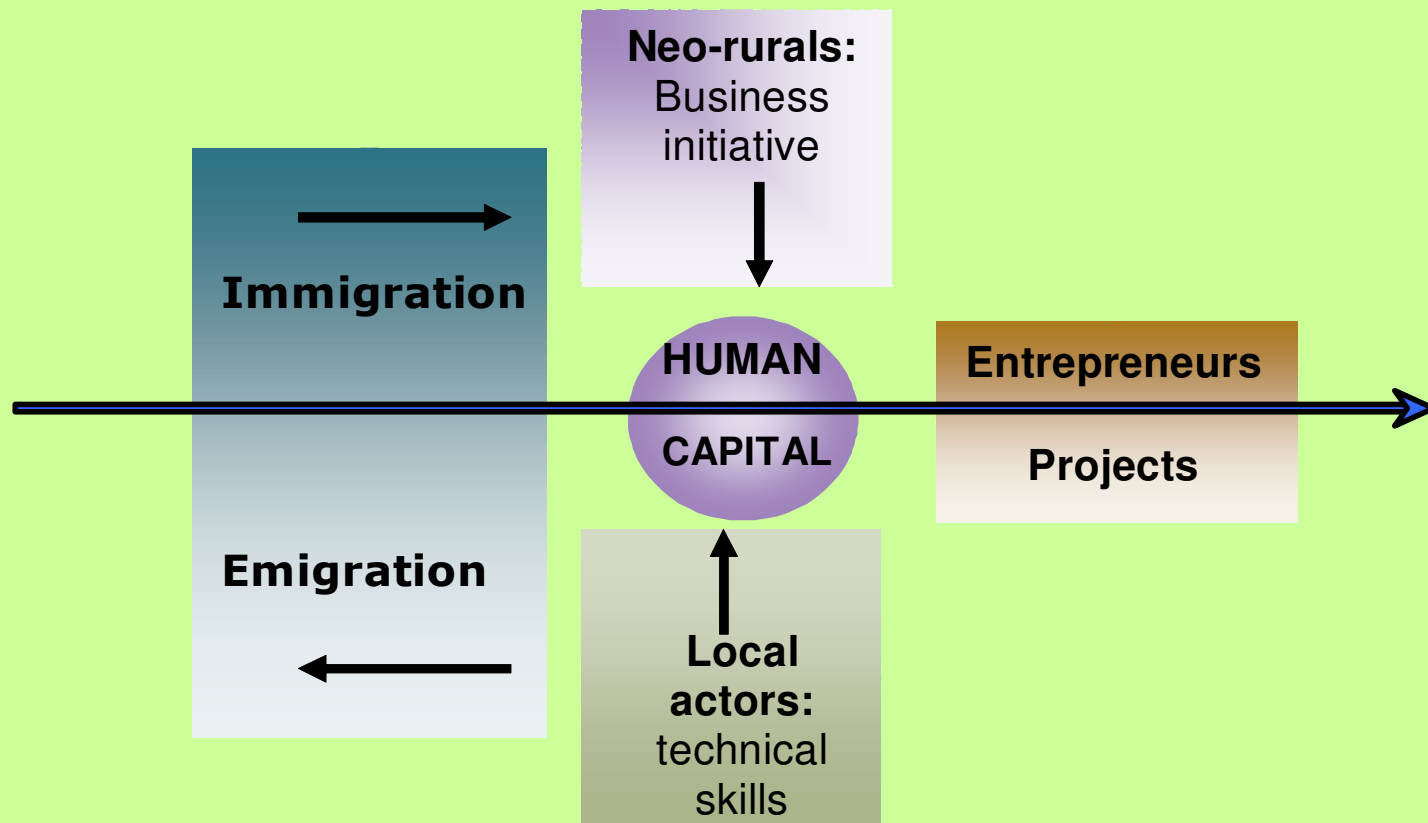 Neo-rurals:
Business
initiative
Immigration
HUMAN
CAPITAL
Entrepreneurs
Projects
Emigration
Local
actors:
technical
skills